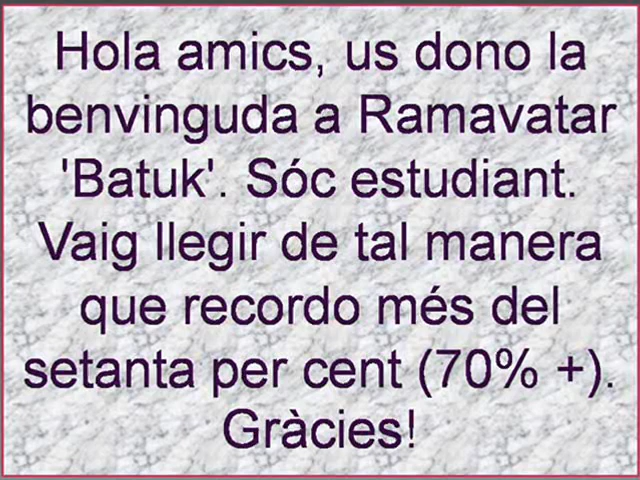 Hola amics, us dono la
benvinguda a Ramavatar
'Batuk'. Sóc estudiant.
Vaig llegir de tal manera
que recordo més del
setanta per cent (70% +).
Gràcies!